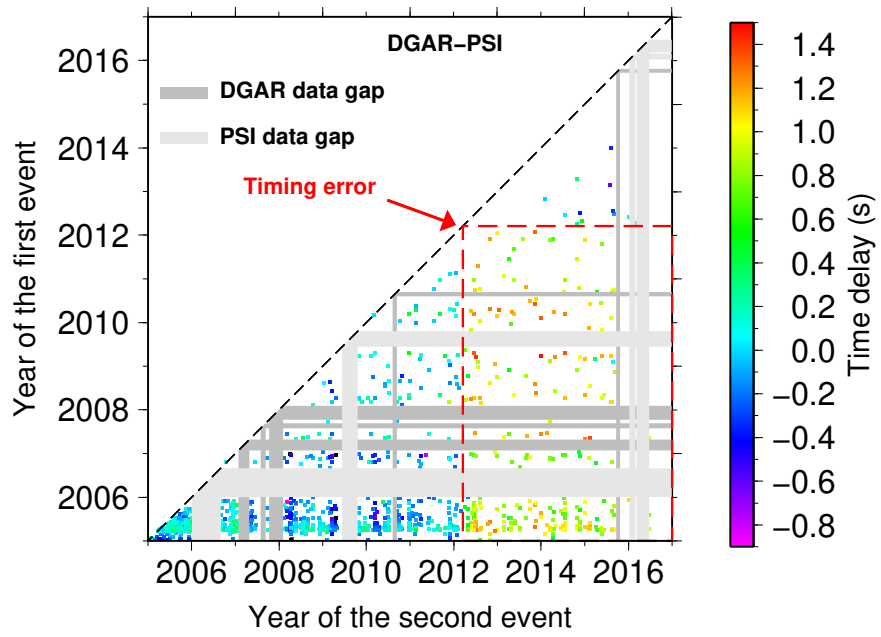 DGAR−PSI
DGAR data gap
PSI data gap
Timing error
2016
2014
2012
2010
2008
2006
Year of the first event
2006 2008 2010 2012 2014 2016
Year of the second event
1.4
1.2
1.0
0.8
0.6
0.4
0.2
0.0
−0.2
−0.4
−0.6
−0.8
Time delay (s)